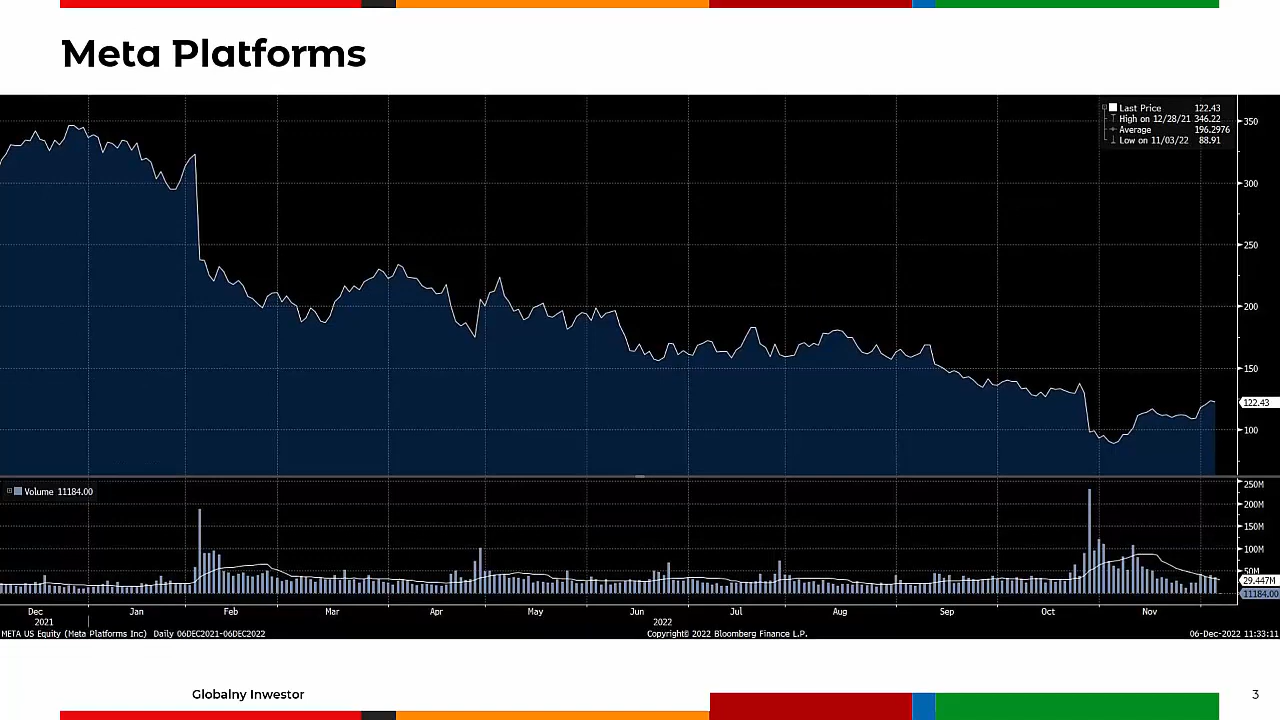 Meta Platforms
Last Price 122.43
High on 12/28/21 346.22
Average 196.2976
Low on 11/03/22 88.91
350
300
250
200
150
122.43
100
Volume 11184.00
250M
200M
150M
100M
50M
29.447M
11184.00
Dec Jan Feb Mar Apr May Jun Jul Aug Sep Oct Nov
2021 2022
META US Equity (Meta Platforms Inc) Daily 06DEC2021-06DEC2022 Copyright© 2022 Bloomberg Finance L.P. 06-Dec-2022 11:33:11
Globalny Inwestor 3